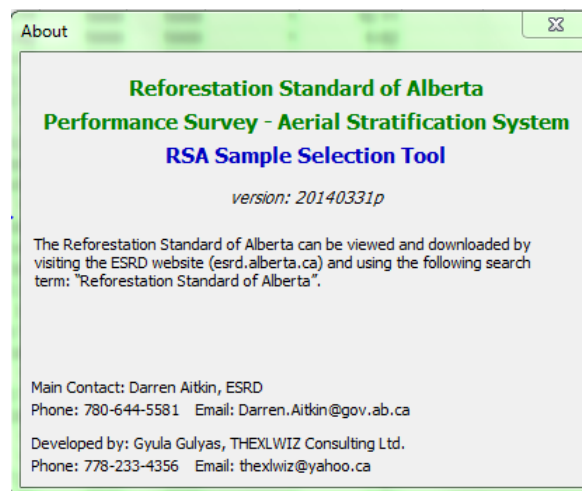 About
Reforestation Standard of Alberta
Performance Survey - Aerial Stratification System
RSA Sample Selection Tool
version: 20140331p
The Reforestation Standard of Alberta can be viewed and downloaded by
visiting the ESRD website (esrd.alberta.ca) and using the following search
term: “Reforestation Standard of Alberta”.
Main Contact: Darren Aitkin, ESRD
Phone: 780-644-5581 Email: Darren.Aitkin@gov.ab.ca
Developed by: Gyula Gulyas, THEXLWIZ Consulting Ltd.
Phone: 778-233-4356 Email: thexlwiz@yahoo.ca